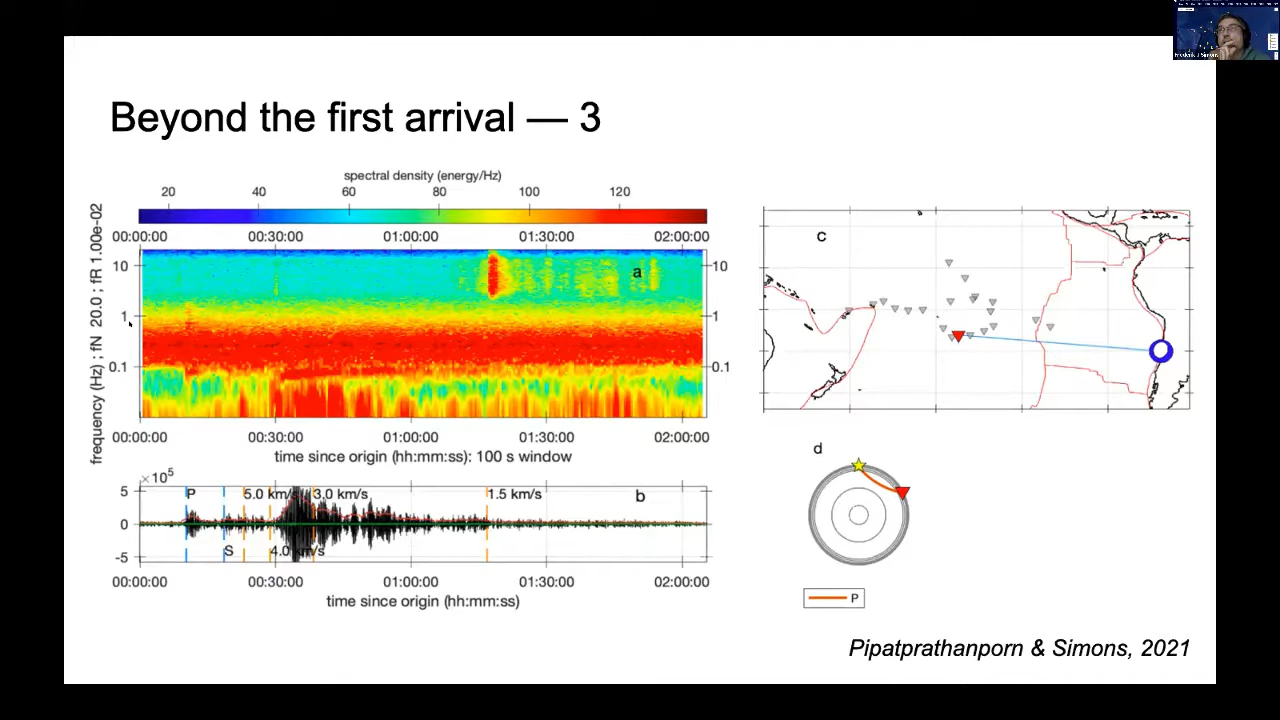 Frederik J Simons
Beyond the first arrival — 3
spectral density (energy/Hz)
20 40 60 80 100 120
00:00:00 00:30:00 01:00:00 01:30:00 02:00:00
frequency (Hz) ; fN 20.0 ; fR 1.00e-02
10 a 10
1 1
0.1 0.1
00:00:00 00:30:00 01:00:00 01:30:00 02:00:00
time since origin (hh:mm:ss): 100 s window
×10⁵
5 P 5.0 km/s 3.0 km/s 1.5 km/s b 5
0 0
-5 S 4.0 km/s -5
00:00:00 00:30:00 01:00:00 01:30:00 02:00:00
time since origin (hh:mm:ss)
c
d
P
Pipatprathanporn & Simons, 2021